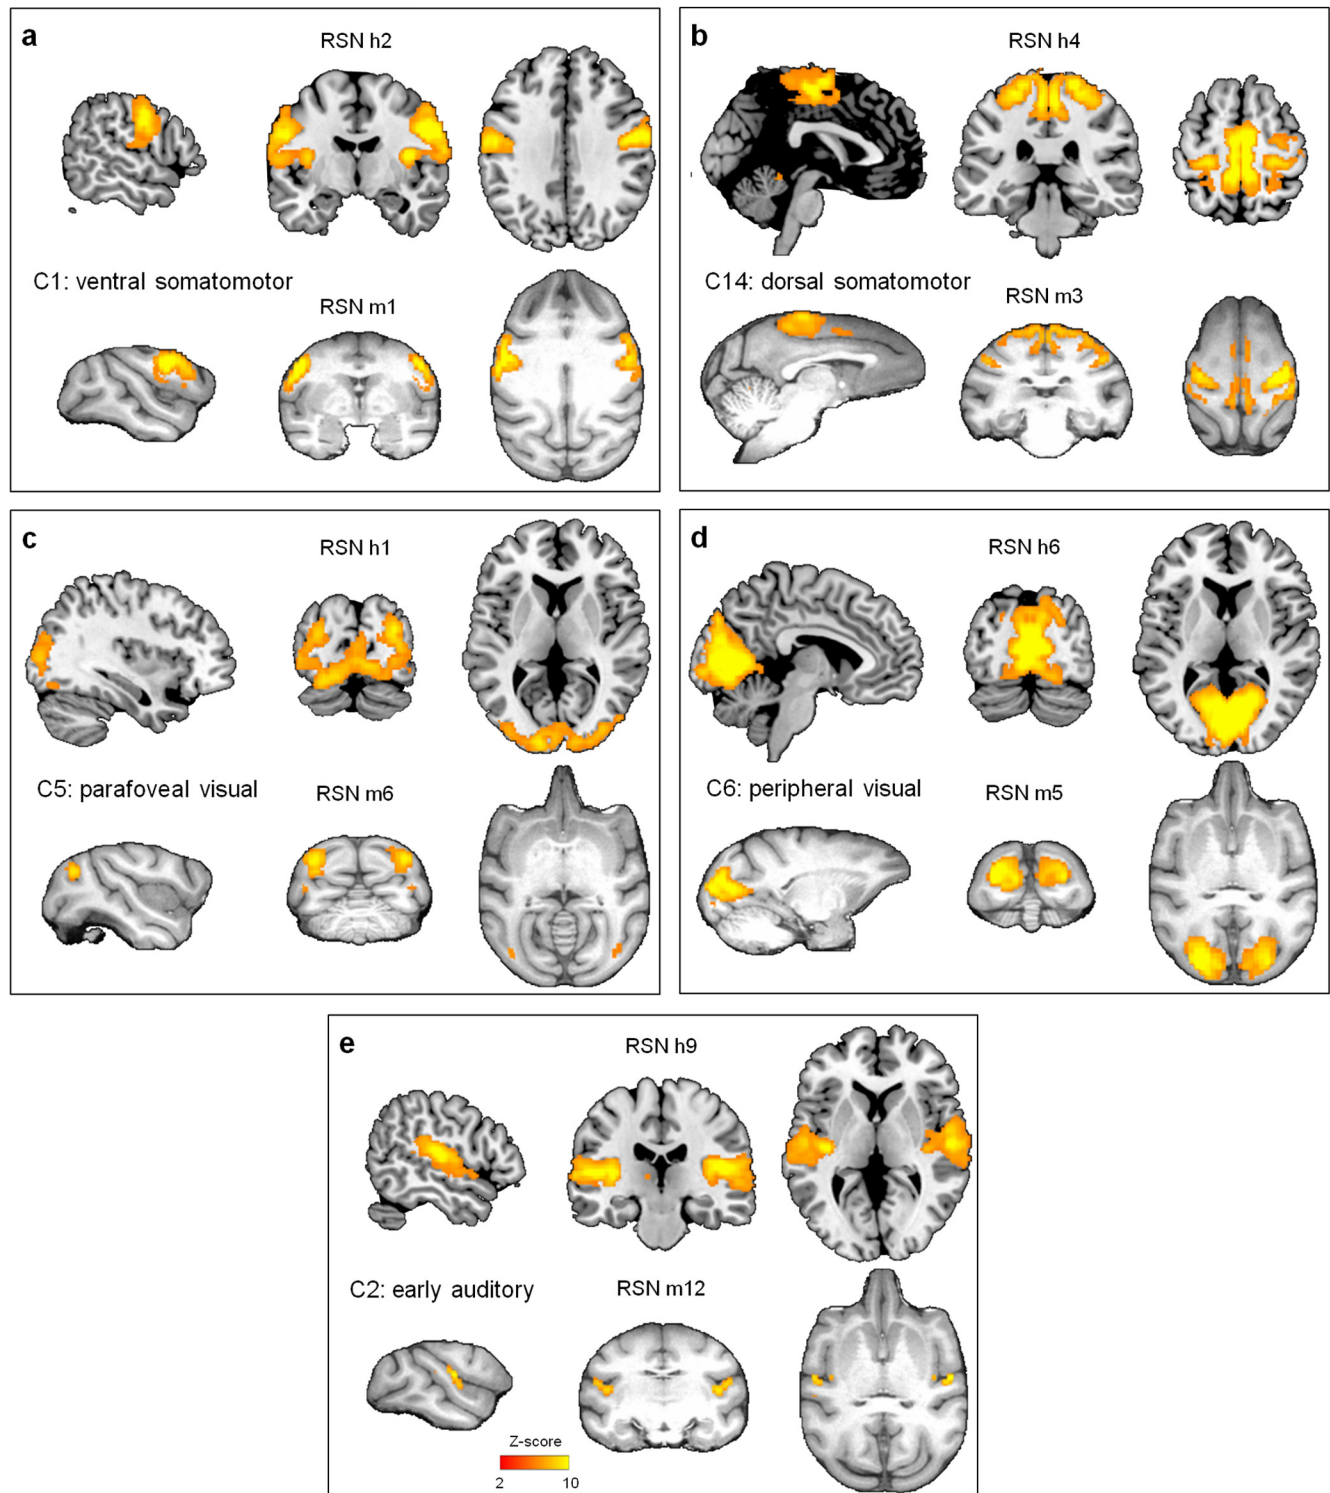 a
RSN h2
C1: ventral somatomotor
RSN m1
b
RSN h4
C14: dorsal somatomotor
RSN m3
c
RSN h1
C5: parafoveal visual
RSN m6
d
RSN h6
C6: peripheral visual
RSN m5
e
RSN h9
C2: early auditory
RSN m12
Z-score
2 10